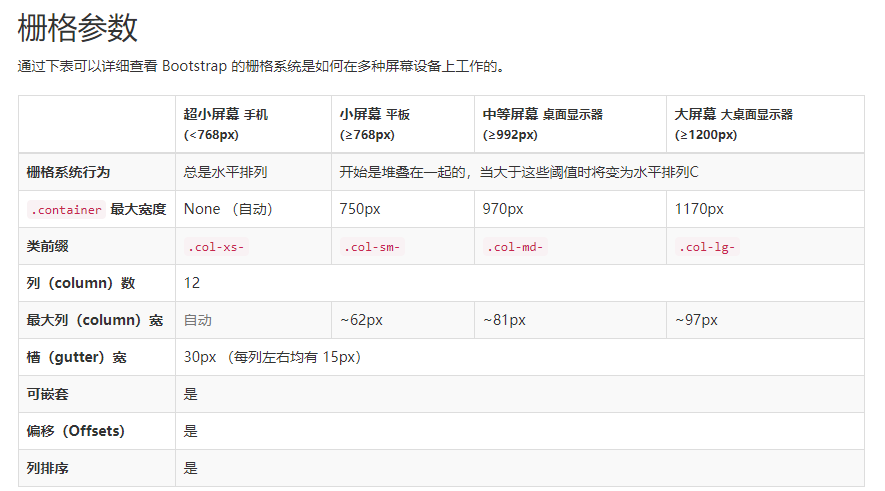 栅格参数
通过下表可以详细查看 Bootstrap 的栅格系统是如何在多种屏幕设备上工作的。
超小屏幕 手机 小屏幕 平板 中等屏幕 桌面显示器 大屏幕 大桌面显示器
(<768px) (≥768px) (≥992px) (≥1200px)
栅格系统行为 总是水平排列 开始是堆叠在一起的，当大于这些阈值时将变为水平排列C
.container 最大宽度 None （自动） 750px 970px 1170px
类前缀 .col-xs- .col-sm- .col-md- .col-lg-
列（column）数 12
最大列（column）宽 自动 ~62px ~81px ~97px
槽（gutter）宽 30px （每列左右均有 15px）
可嵌套 是
偏移（Offsets） 是
列排序 是